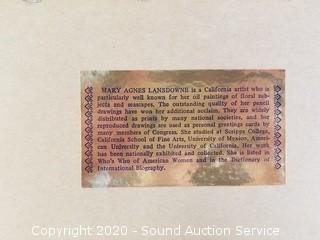 MARY AGNES LANSDOWNE is a California artist who is
particularly well known for her oil paintings of floral sub-
jects and seascapes. The outstanding quality of her pencil
drawings have won her additional acclaim. They are widely
distributed as prints by many national societies, and her
reproduced drawings are used as personal greetings cards by
many members of Congress. She studied at Scripps College,
California School of Fine Arts, University of Mexico, Amer-
ican University and the University of California. Her work
has been nationally exhibited and collected. She is listed in
Who's Who of American Women and in the Dictionary of
International Biography.
Copyright 2020 - Sound Auction Service